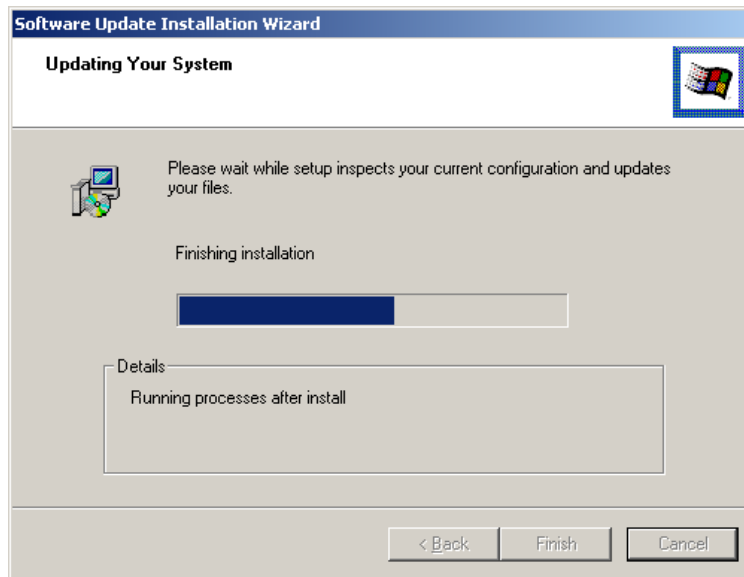 Software Update Installation Wizard
Updating Your System
Please wait while setup inspects your current configuration and updates
your files.
Finishing installation
Details
Running processes after install
< Back
Finish
Cancel